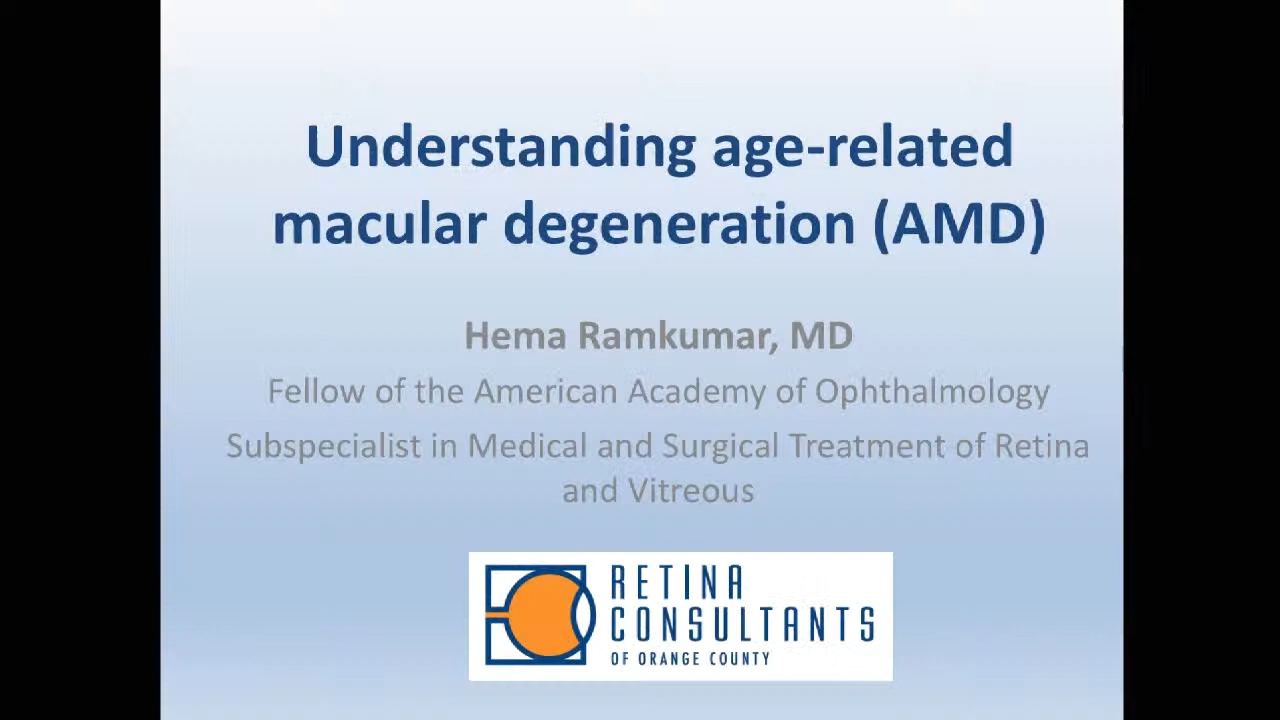 Understanding age-related
macular degeneration (AMD)
Hema Ramkumar, MD
Fellow of the American Academy of Ophthalmology
Subspecialist in Medical and Surgical Treatment of Retina
and Vitreous
RETINA
CONSULTANTS
OF ORANGE COUNTY